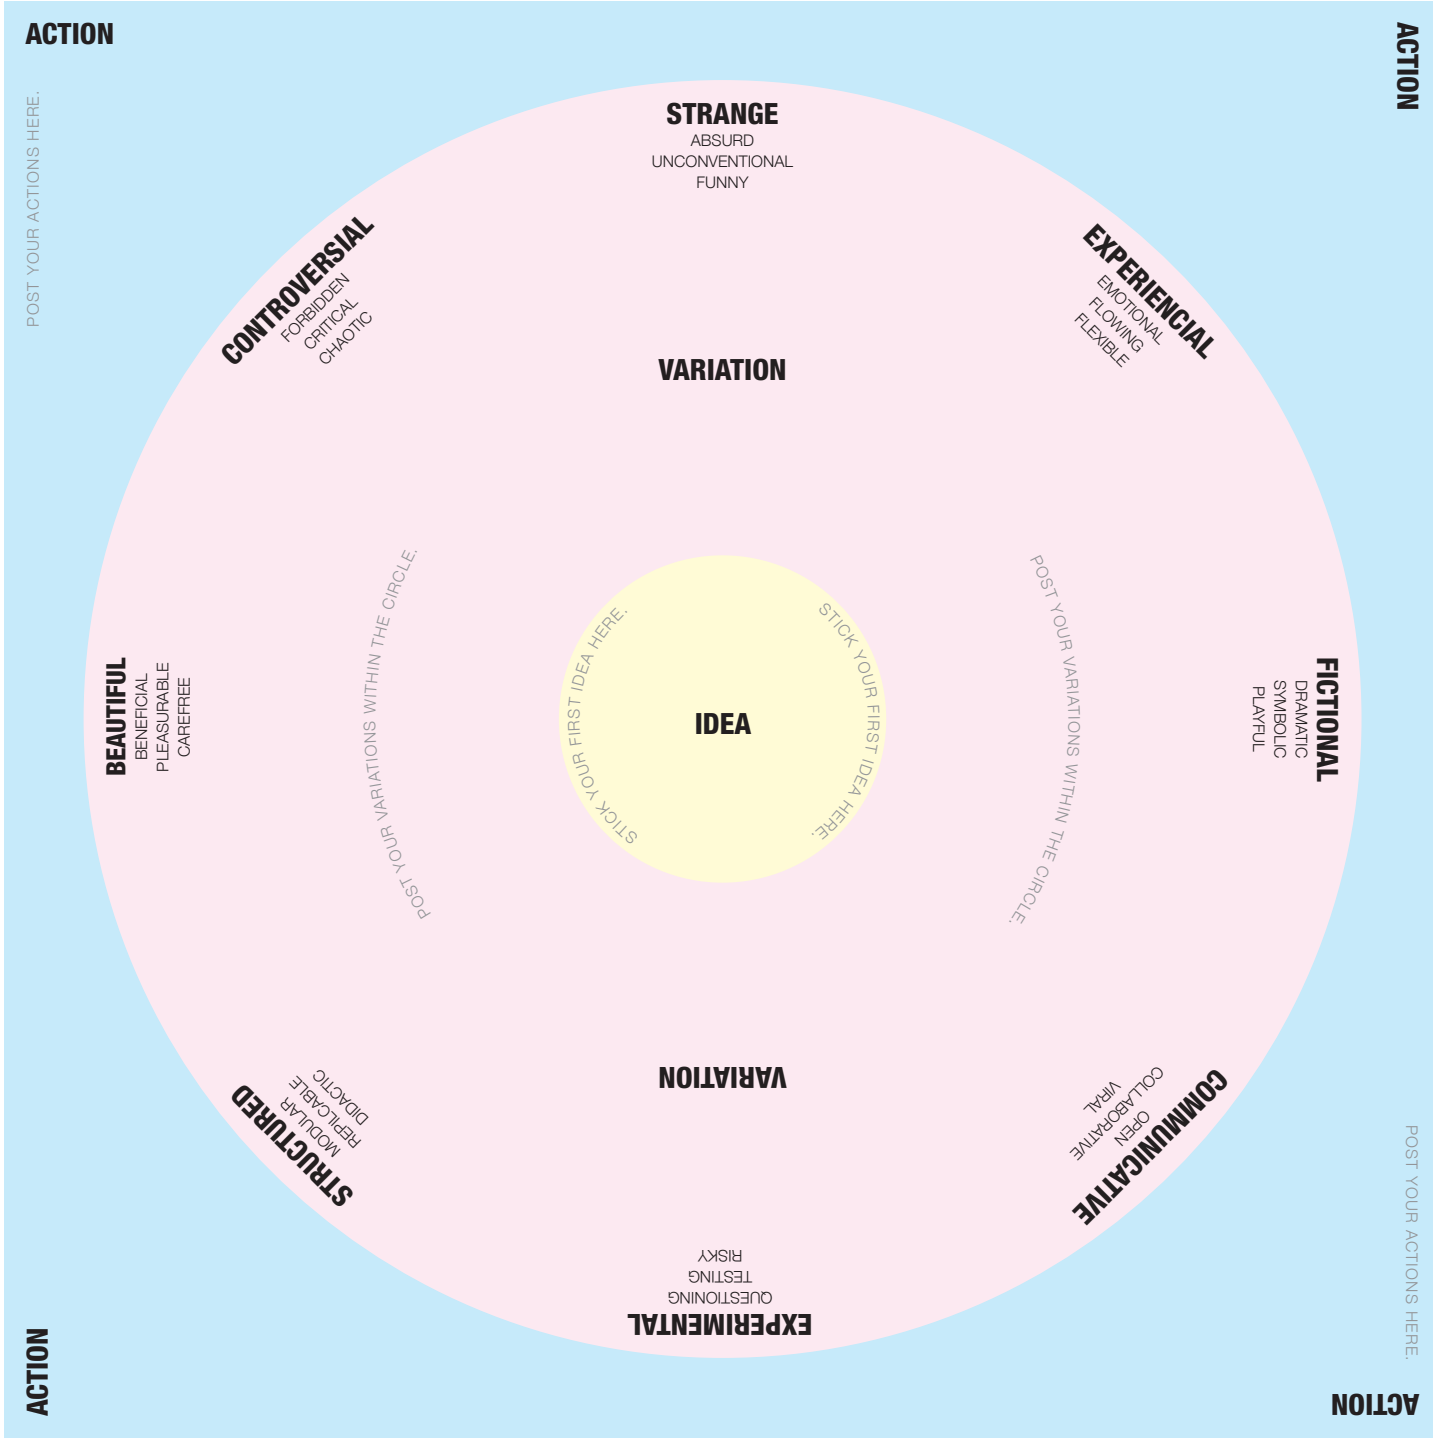 ACTION
ACTION
POST YOUR ACTIONS HERE.
STRANGE
ABSURD
UNCONVENTIONAL
FUNNY
CONTROVERSIAL
FORBIDDEN
CRITICAL
CHAOTIC
EXPERIENCIAL
EMOTIONAL
FLOWING
FLEXIBLE
VARIATION
POST YOUR VARIATIONS WITHIN THE CIRCLE.
POST YOUR VARIATIONS WITHIN THE CIRCLE.
STICK YOUR FIRST IDEA HERE.
STICK YOUR FIRST IDEA HERE.
IDEA
BEAUTIFUL
BENEFICIAL
PLEASURABLE
CAREFREE
FICTIONAL
DRAMATIC
SYMBOLIC
PLAYFUL
VARIATION
STRUCTURED
MODULAR
REPILCABLE
DIDACTIC
COMMUNICATIVE
OPEN
COLLABORATIVE
VIRAL
EXPERIMENTAL
QUESTIONING
TESTING
RISKY
POST YOUR ACTIONS HERE.
ACTION
ACTION